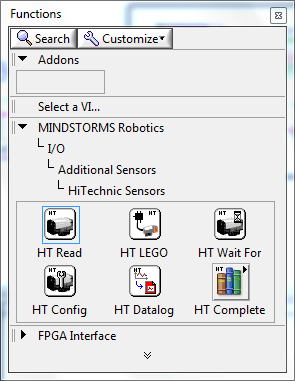 Functions
Search
Customize
Addons
Select a VI...
MINDSTORMS Robotics
I/O
Additional Sensors
HiTechnic Sensors
HT HT HT
HT Read HT LEGO HT Wait For
HT HT HT
HT Config HT Datalog HT Complete
FPGA Interface